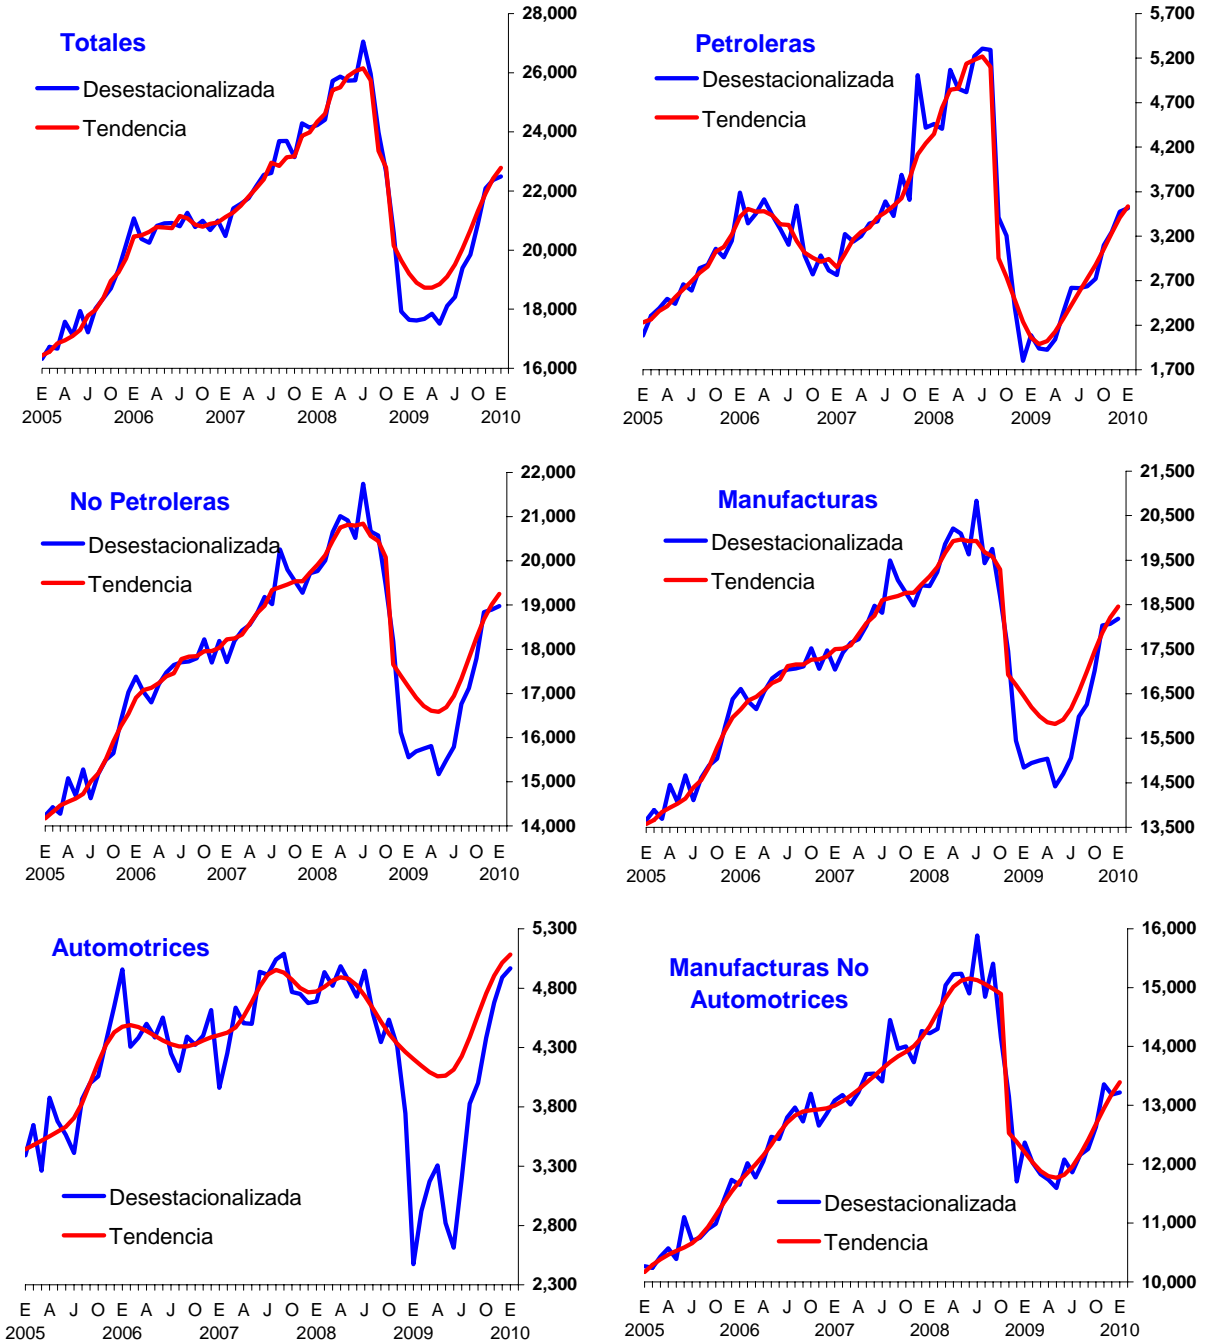 Totales
Desestacionalizada
Tendencia
28,000
26,000
24,000
22,000
20,000
18,000
16,000
E A J O E A J O E A J O E A J O E A J O E
2005 2006 2007 2008 2009 2010
Petroleras
Desestacionalizada
Tendencia
5,700
5,200
4,700
4,200
3,700
3,200
2,700
2,200
1,700
E A J O E A J O E A J O E A J O E A J O E
2005 2006 2007 2008 2009 2010
No Petroleras
Desestacionalizada
Tendencia
22,000
21,000
20,000
19,000
18,000
17,000
16,000
15,000
14,000
E A J O E A J O E A J O E A J O E A J O E
2005 2006 2007 2008 2009 2010
Manufacturas
Desestacionalizada
Tendencia
21,500
20,500
19,500
18,500
17,500
16,500
15,500
14,500
13,500
E A J O E A J O E A J O E A J O E A J O E
2005 2006 2007 2008 2009 2010
Automotrices
Desestacionalizada
Tendencia
5,300
4,800
4,300
3,800
3,300
2,800
2,300
E A J O E A J O E A J O E A J O E A J O E
2005 2006 2007 2008 2009 2010
Manufacturas No
Automotrices
Desestacionalizada
Tendencia
16,000
15,000
14,000
13,000
12,000
11,000
10,000
E A J O E A J O E A J O E A J O E A J O E
2005 2006 2007 2008 2009 2010